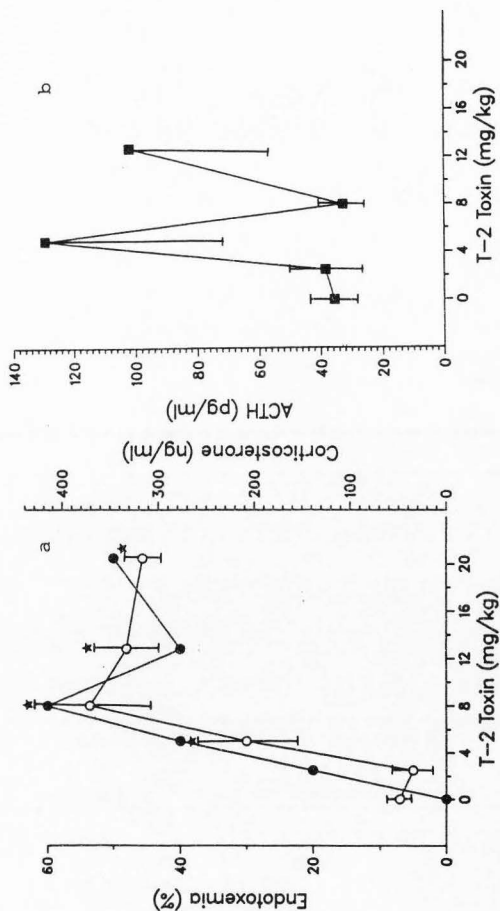 a
Endotoxemia (%)
60
40
20
0
Corticosterone (ng/ml)
400
300
200
100
0
0 4 8 12 16 20
T-2 Toxin (mg/kg)
b
ACTH (pg/ml)
140
120
100
80
60
40
20
0
0 4 8 12 16 20
T-2 Toxin (mg/kg)